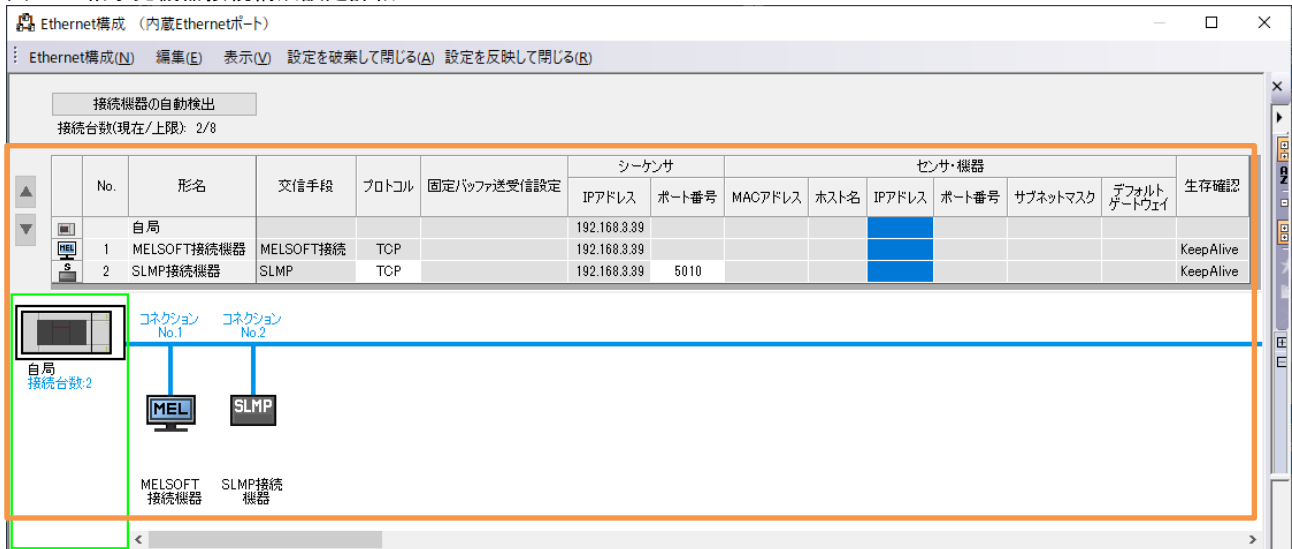 Ethernet構成 （内蔵Ethernetポート）
Ethernet構成(N) 編集(E) 表示(V) 設定を破棄して閉じる(A) 設定を反映して閉じる(R)
接続機器の自動検出
接続台数(現在/上限): 2/8
シーケンサ センサ・機器
No. 形名 交信手段 プロトコル 固定バッファ送受信設定 IPアドレス ポート番号 MACアドレス ホスト名 IPアドレス ポート番号 サブネットマスク デフォルトゲートウェイ 生存確認
自局 192.168.3.39
MEL 1 MELSOFT接続機器 MELSOFT接続 TCP 192.168.3.39 KeepAlive
S 2 SLMP接続機器 SLMP TCP 192.168.3.39 5010 KeepAlive
コネクション コネクション
No.1 No.2
自局
接続台数:2
MEL SLMP
MELSOFT SLMP接続
接続機器 機器